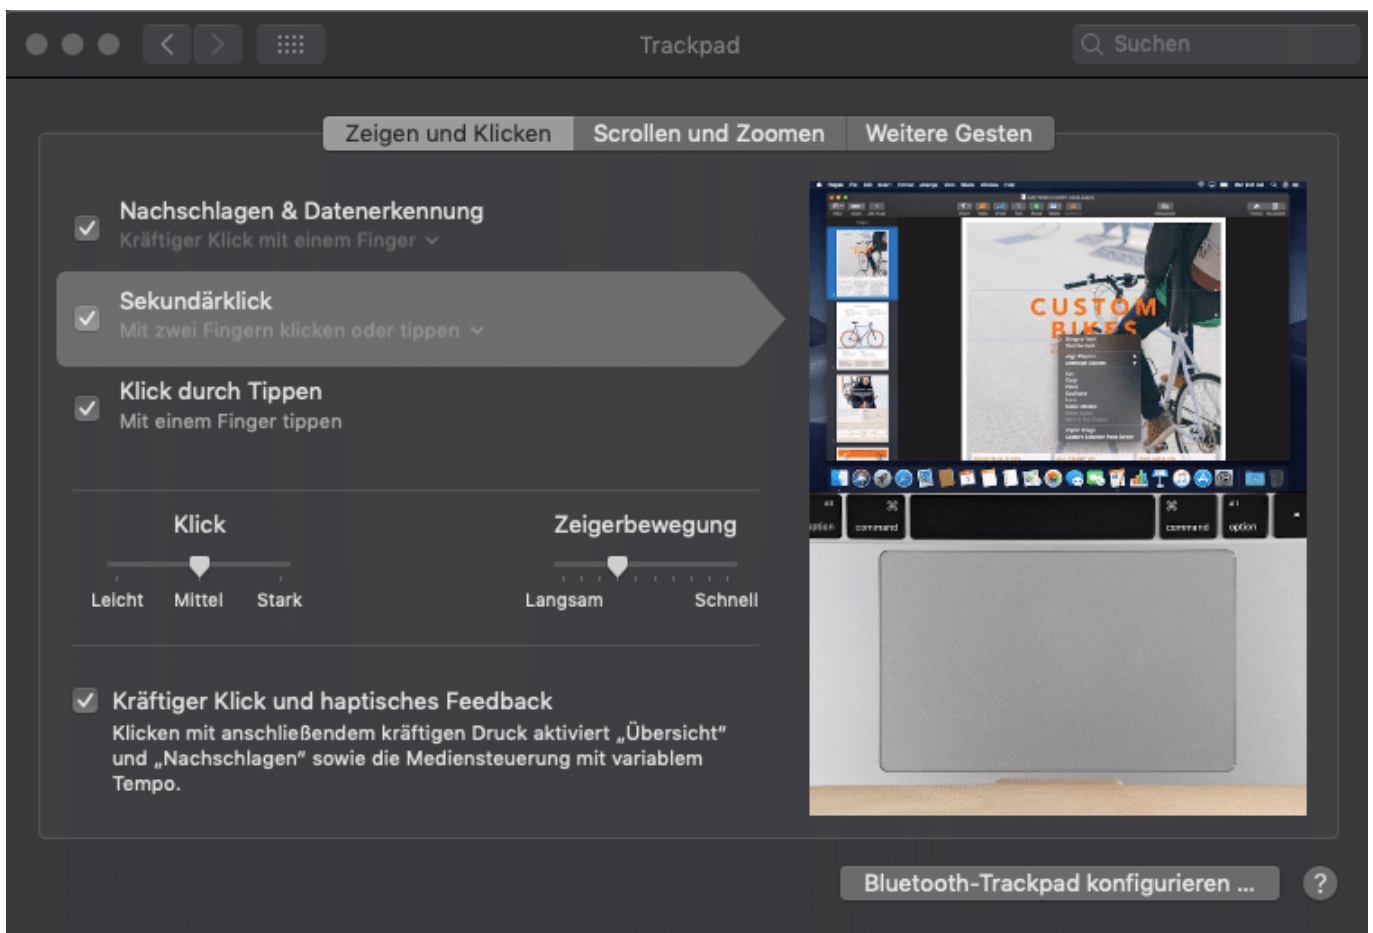 Trackpad
Suchen
Zeigen und Klicken
Scrollen und Zoomen
Weitere Gesten
Nachschlagen & Datenerkennung
Kräftiger Klick mit einem Finger
Sekundärklick
Mit zwei Fingern klicken oder tippen
Klick durch Tippen
Mit einem Finger tippen
CUSTOM
BIKES
Klick
Zeigerbewegung
Leicht
Mittel
Stark
Langsam
Schnell
alt
option
⌘
command
⌘
command
alt
option
Kräftiger Klick und haptisches Feedback
Klicken mit anschließendem kräftigen Druck aktiviert „Übersicht“
und „Nachschlagen“ sowie die Mediensteuerung mit variablem
Tempo.
Bluetooth-Trackpad konfigurieren ...
?